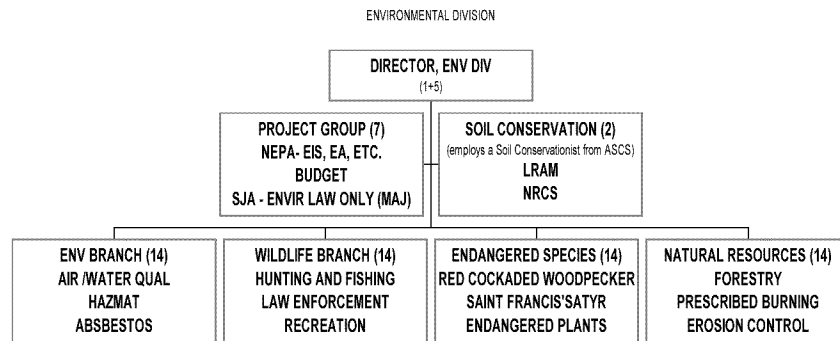 ENVIRONMENTAL DIVISION
DIRECTOR, ENV DIV
(1+5)
PROJECT GROUP (7)
NEPA- EIS, EA, ETC.
BUDGET
SJA - ENVIR LAW ONLY (MAJ)
SOIL CONSERVATION (2)
(employs a Soil Conservationist from ASCS)
LRAM
NRCS
ENV BRANCH (14)
AIR /WATER QUAL
HAZMAT
ABSBESTOS
WILDLIFE BRANCH (14)
HUNTING AND FISHING
LAW ENFORCEMENT
RECREATION
ENDANGERED SPECIES (14)
RED COCKADED WOODPECKER
SAINT FRANCIS'SATYR
ENDANGERED PLANTS
NATURAL RESOURCES (14)
FORESTRY
PRESCRIBED BURNING
EROSION CONTROL